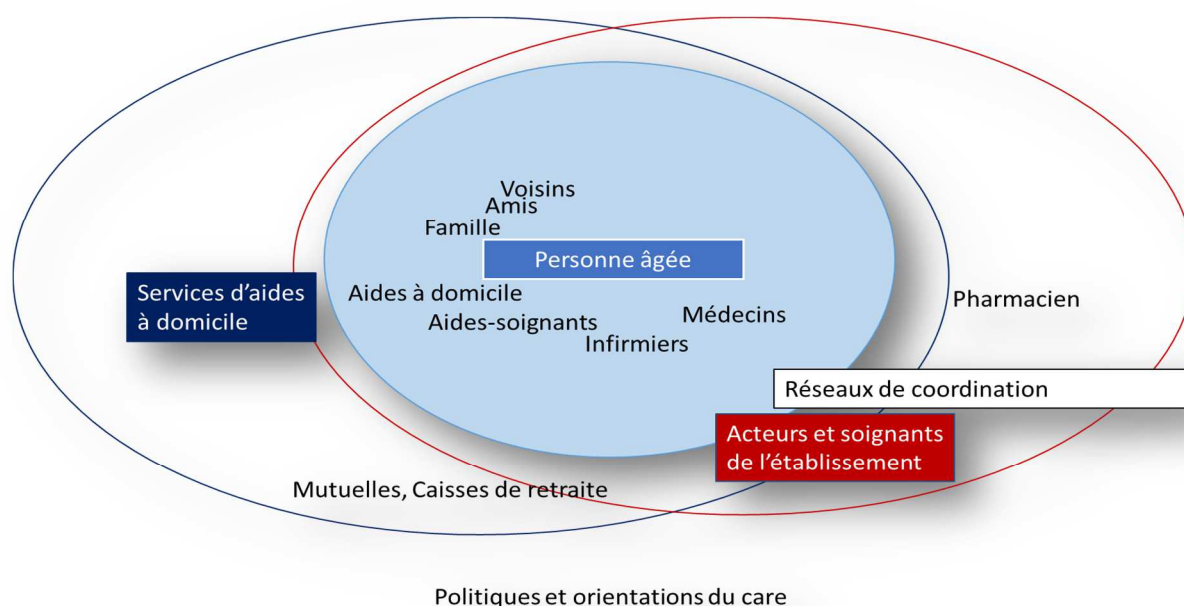 Voisins
Amis
Famille
Personne âgée
Services d’aides
à domicile
Aides à domicile
Aides-soignants
Médecins
Infirmiers
Pharmacien
Réseaux de coordination
Acteurs et soignants
de l’établissement
Mutuelles, Caisses de retraite
Politiques et orientations du care